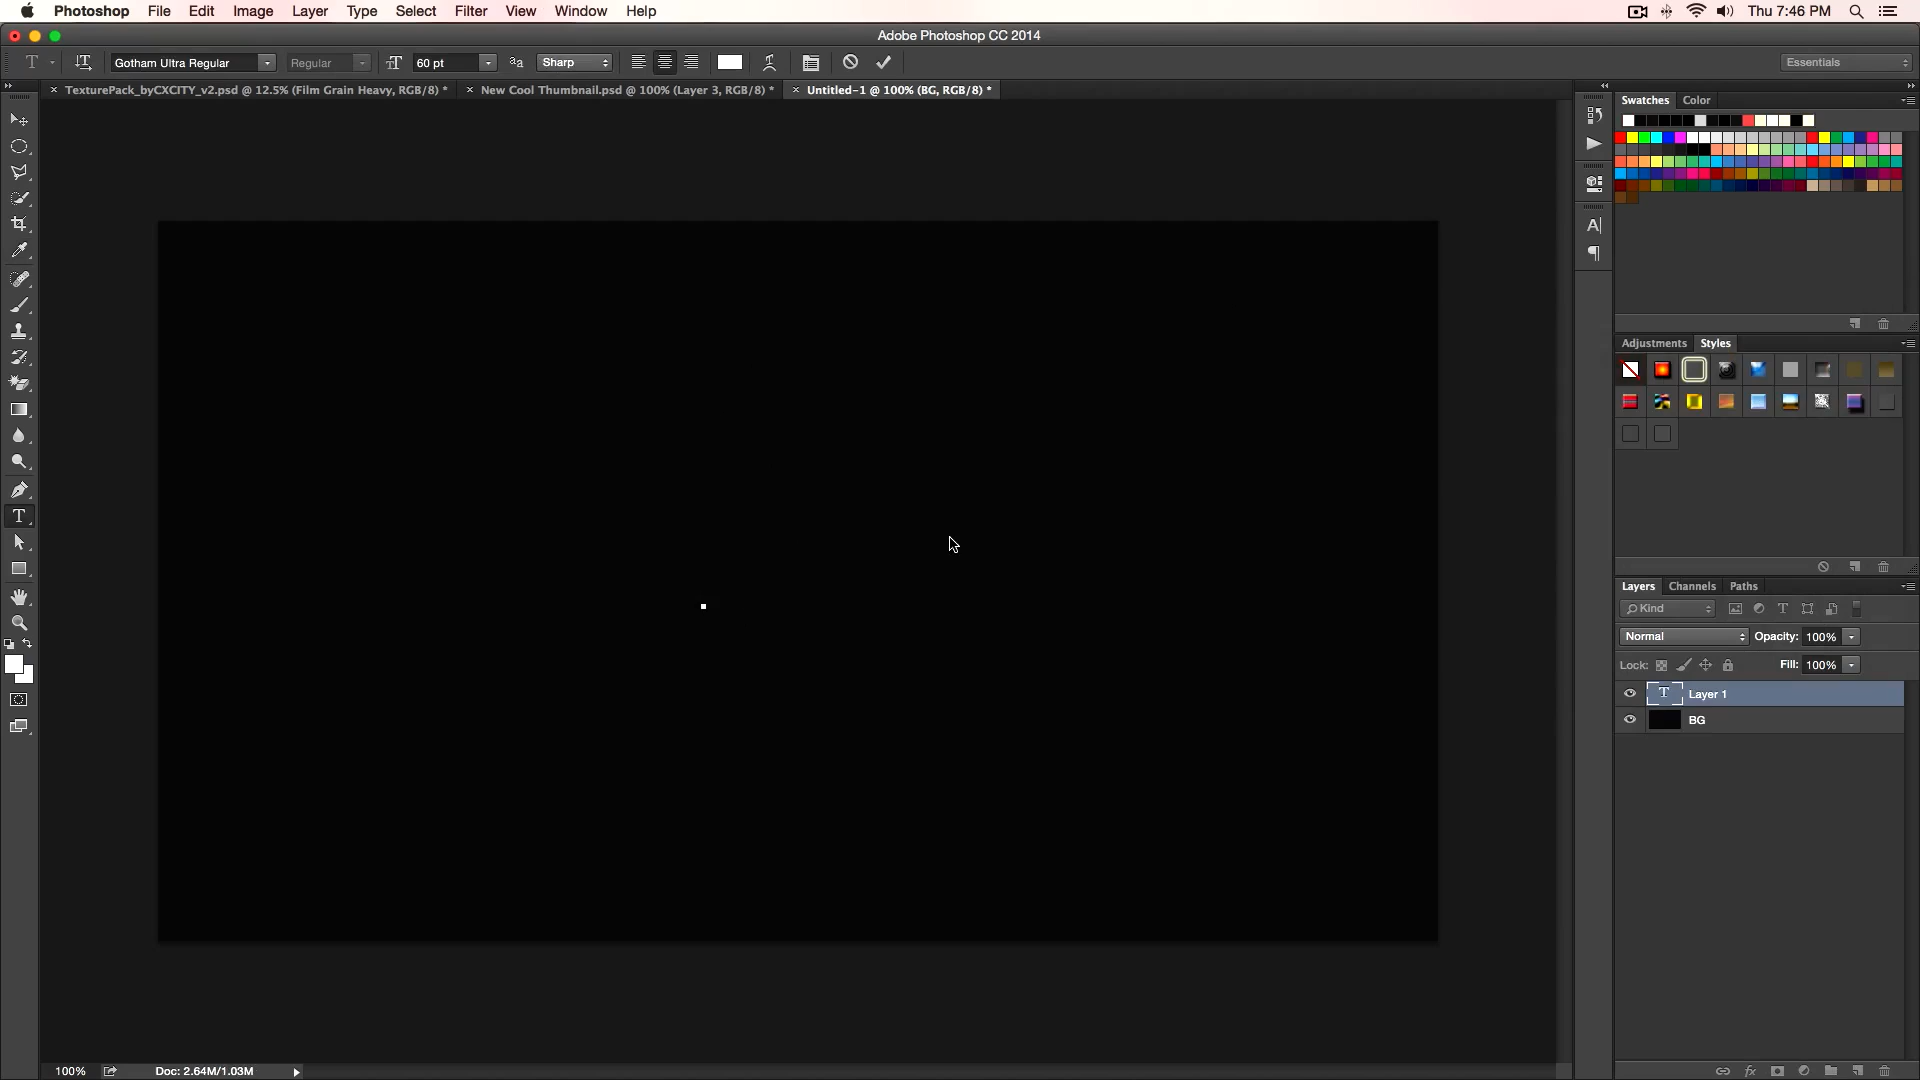 Photoshop File Edit Image Layer Type Select Filter View Window Help Thu 7:46 PM
Adobe Photoshop CC 2014
T Gotham Ultra Regular Regular 60 pt Sharp Essentials
TexturePack_byCXCITY_v2.psd @ 12.5% (Film Grain Heavy, RGB/8) * New Cool Thumbnail.psd @ 100% (Layer 3, RGB/8) * Untitled-1 @ 100% (BG, RGB/8) *
Swatches Color
Adjustments Styles
Layers Channels Paths
Kind
Normal Opacity: 100%
Lock: Fill: 100%
T Layer 1
BG
100% Doc: 2.64M/1.03M